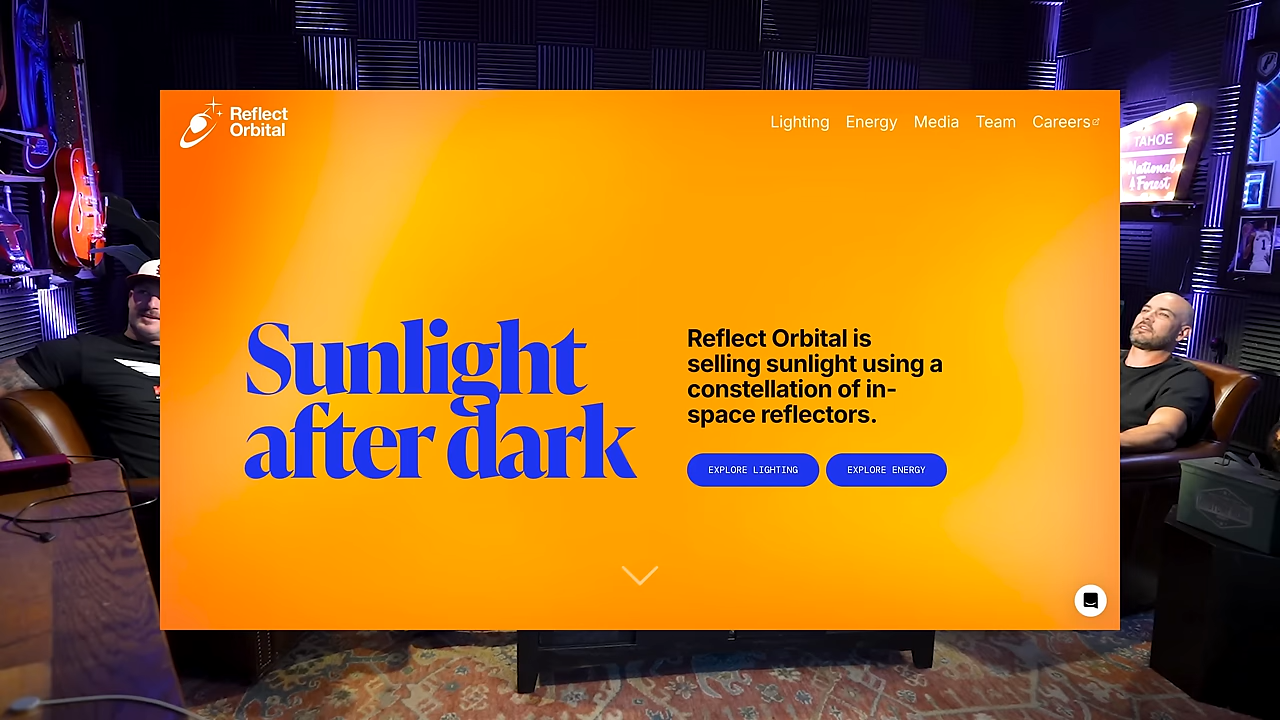 Reflect
Orbital
Lighting Energy Media Team Careers
TAHOE
National
Forest
Sunlight
after dark
Reflect Orbital is
selling sunlight using a
constellation of in-
space reflectors.
EXPLORE LIGHTING EXPLORE ENERGY
1